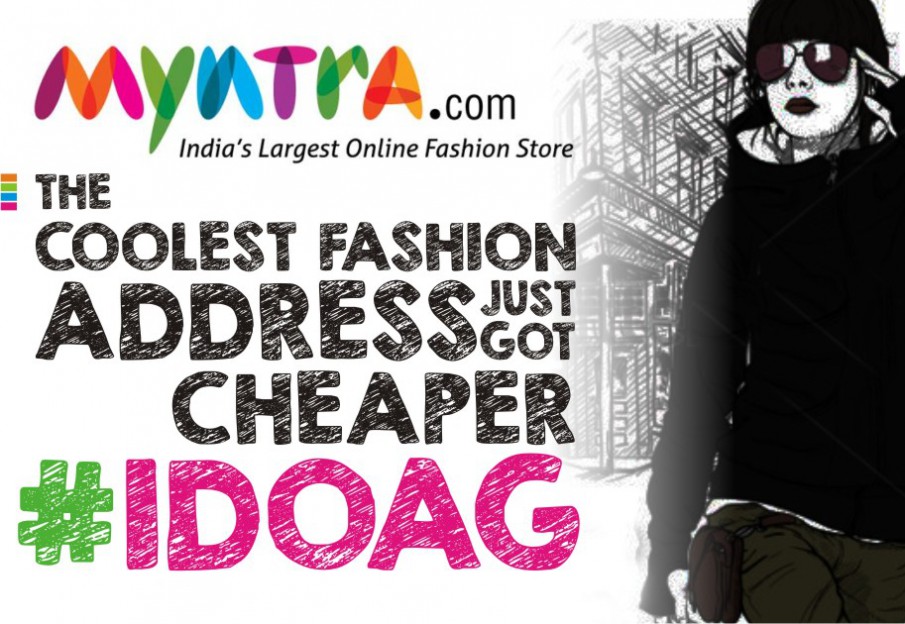 myntra.com
India's Largest Online Fashion Store
THE
COOLEST FASHION
ADDRESS JUST GOT
CHEAPER
#IDOAG